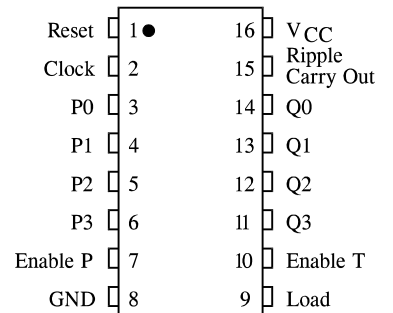 Reset 1 16 VCC
Clock 2 15 Ripple
Carry Out
P0 3 14 Q0
P1 4 13 Q1
P2 5 12 Q2
P3 6 11 Q3
Enable P 7 10 Enable T
GND 8 9 Load